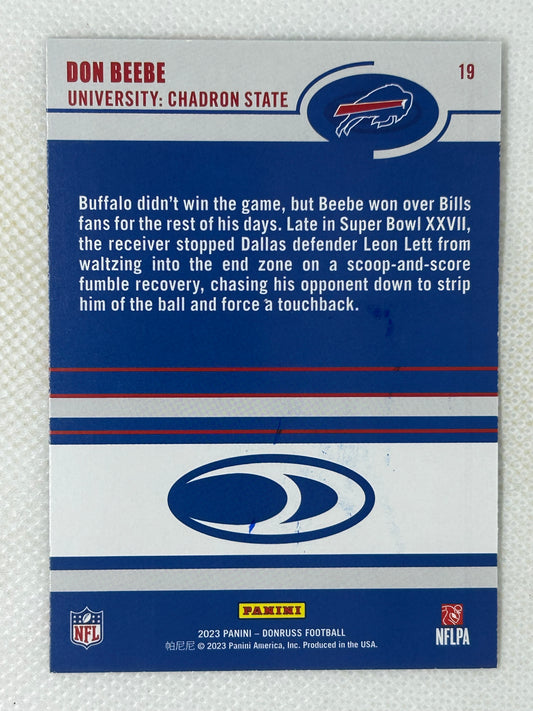 DON BEEBE
19
UNIVERSITY: CHADRON STATE
Buffalo didn't win the game, but Beebe won over Bills
fans for the rest of his days. Late in Super Bowl XXVII,
the receiver stopped Dallas defender Leon Lett from
waltzing into the end zone on a scoop-and-score
fumble recovery, chasing his opponent down to strip
him of the ball and force a touchback.
PANINI
NFL
2023 PANINI – DONRUSS FOOTBALL
帕尼尼 © 2023 Panini America, Inc. Produced in the USA.
NFLPA